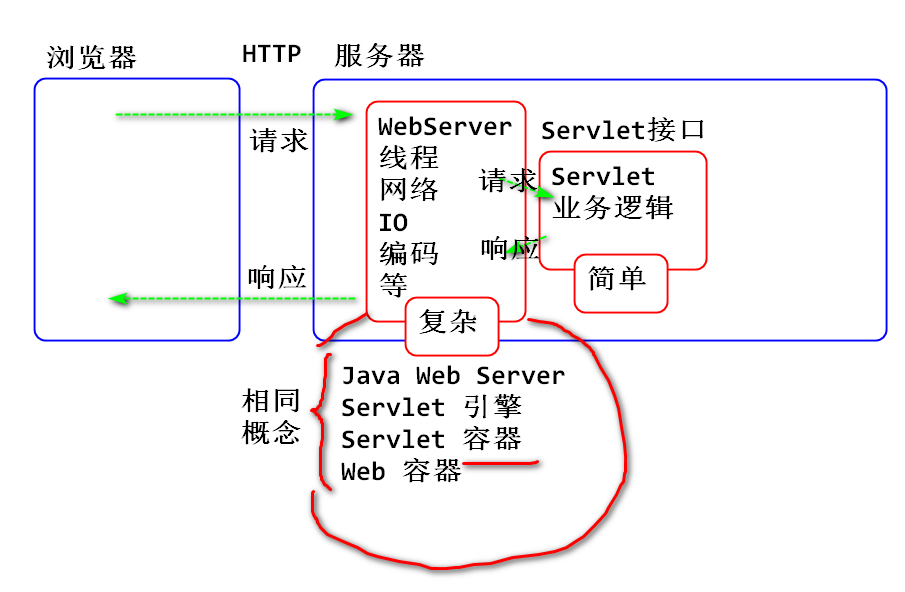 浏览器
HTTP
服务器
请求
响应
WebServer
线程
网络
IO
编码
等
复杂
请求
响应
Servlet接口
Servlet
业务逻辑
简单
相同
概念
Java Web Server
Servlet 引擎
Servlet 容器
Web 容器